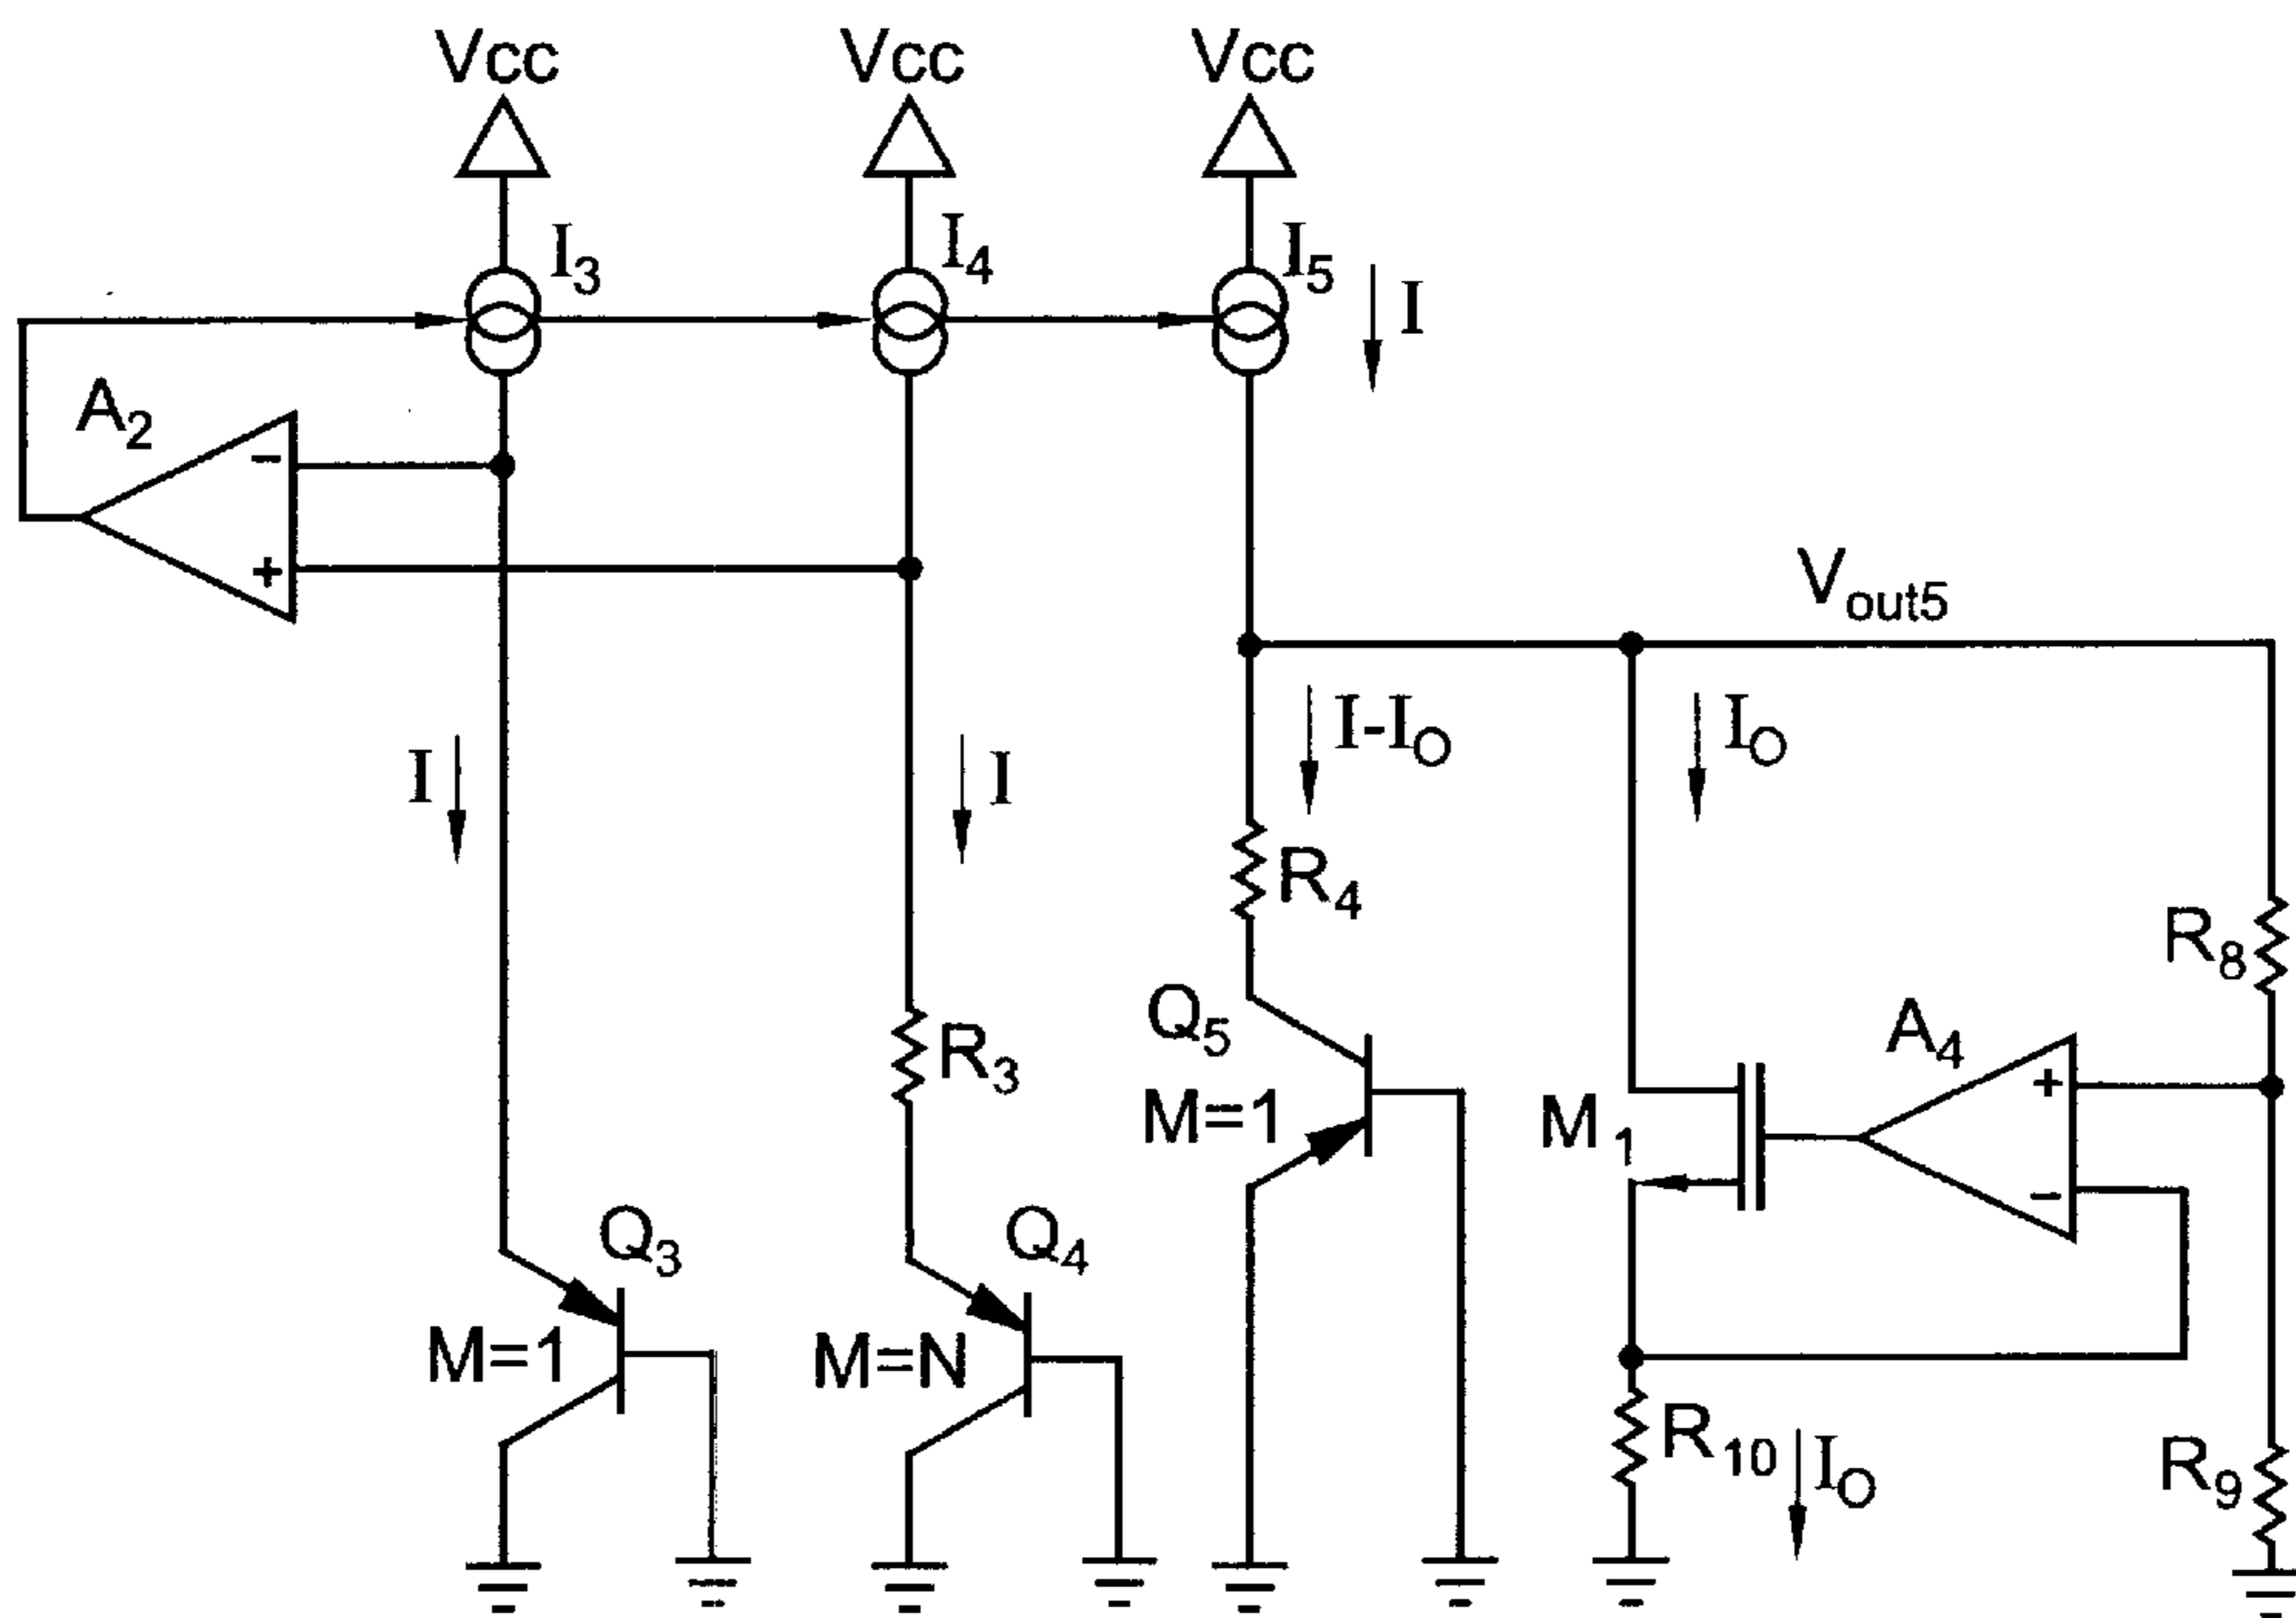 Vcc Vcc Vcc
I3 I4 I5 I
A2
-
+
Vout5
I I I-IO IO
R4
R8
R3
Q5 A4
M=1 M1 +
-
Q3 Q4
M=1 M=N
R10 IO R9